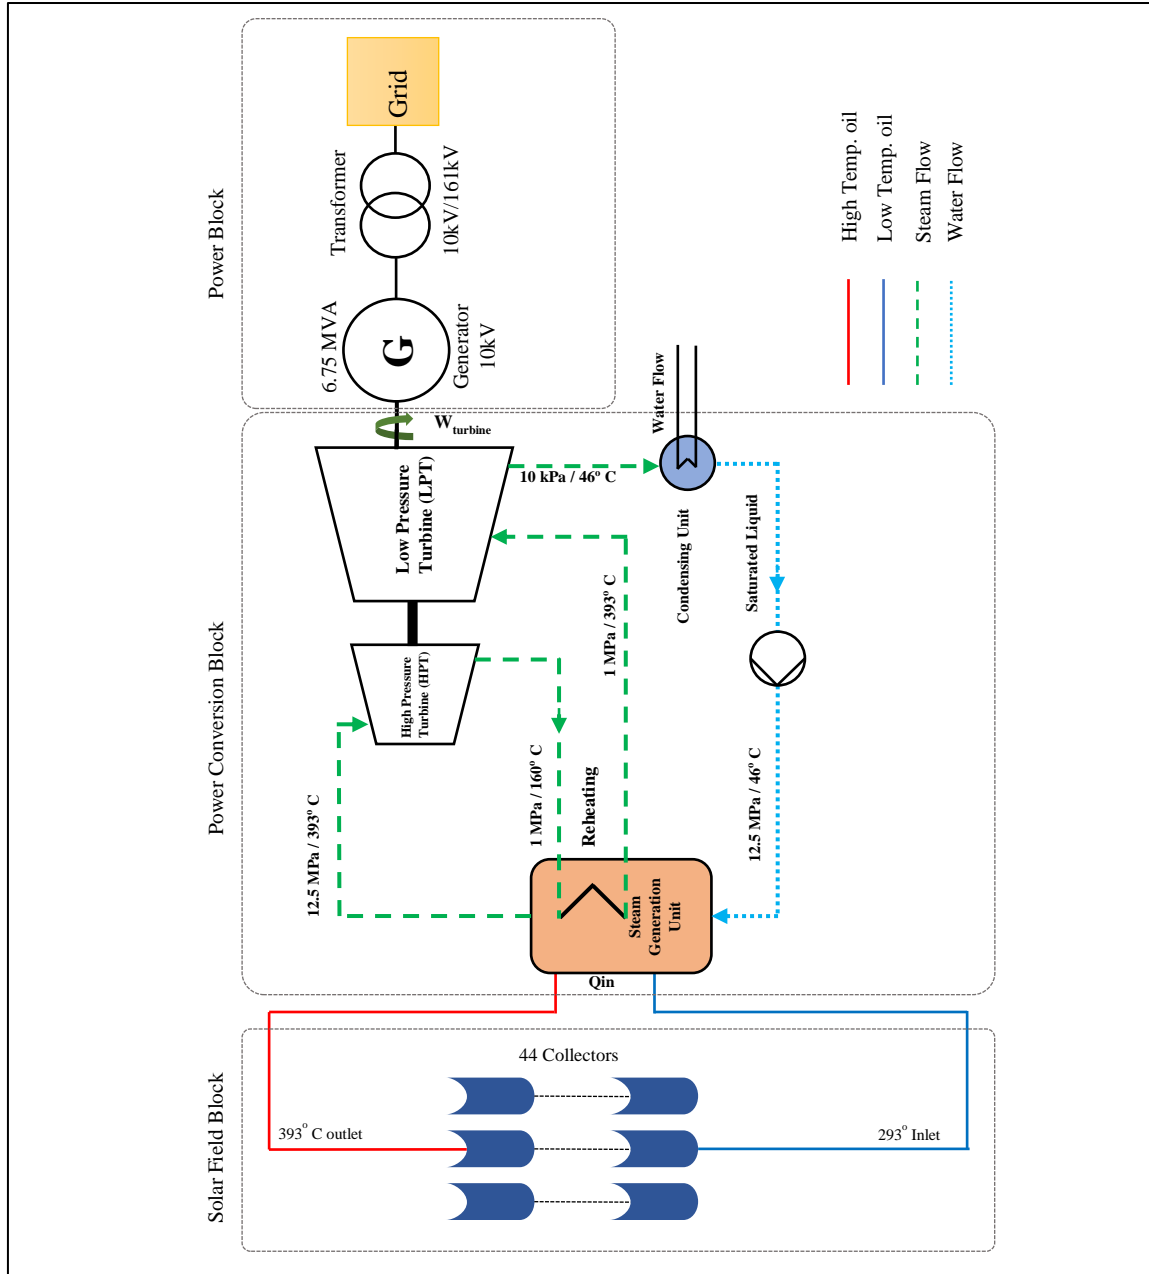 Power Block
Grid
Transformer
10kV/161kV
6.75 MVA
G
Generator
10kV
High Temp. oil
Low Temp. oil
Steam Flow
Water Flow
Power Conversion Block
W turbine
Low Pressure
Turbine (LPT)
10 kPa / 46° C
Water Flow
Condensing Unit
Saturated Liquid
High Pressure
Turbine (HPT)
12.5 MPa / 393° C
1 MPa / 160° C
Reheating
1 MPa / 393° C
12.5 MPa / 46° C
Steam
Generation
Unit
Qin
Solar Field Block
44 Collectors
393° C outlet
293° Inlet